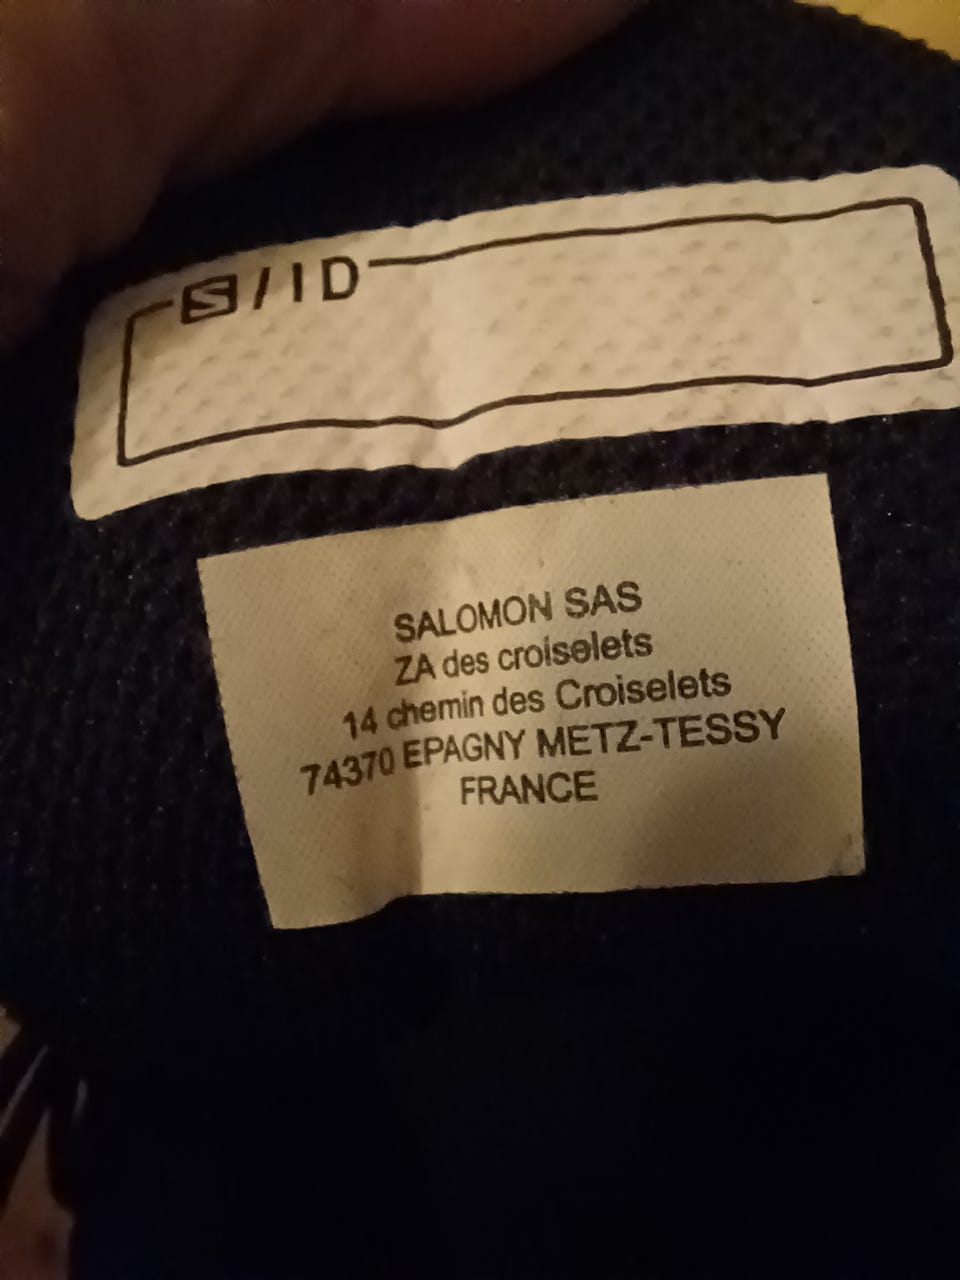 S/ID
SALOMON SAS
ZA des croiselets
14 chemin des Croiselets
74370 EPAGNY METZ-TESSY
FRANCE